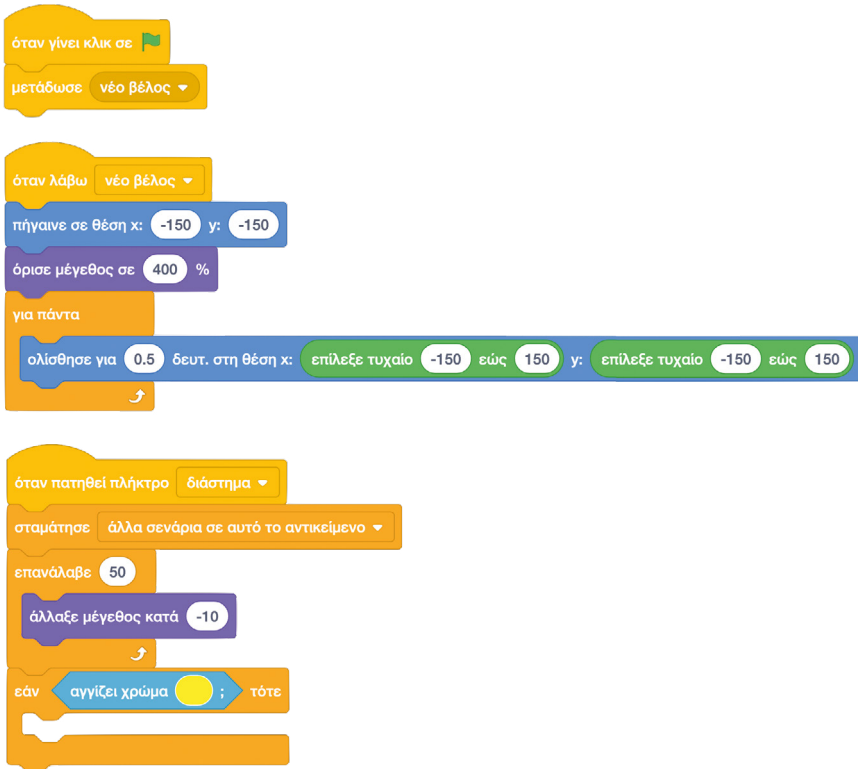 όταν γίνει κλικ σε
μετάδωσε νέο βέλος
όταν λάβω νέο βέλος
πήγαινε σε θέση x: -150 y: -150
όρισε μέγεθος σε 400 %
για πάντα
ολίσθησε για 0.5 δευτ. στη θέση x: επίλεξε τυχαίο -150 εώς 150 y: επίλεξε τυχαίο -150 εώς 150
όταν πατηθεί πλήκτρο διάστημα
σταμάτησε άλλα σενάρια σε αυτό το αντικείμενο
επανάλαβε 50
άλλαξε μέγεθος κατά -10
εάν αγγίζει χρώμα ; τότε